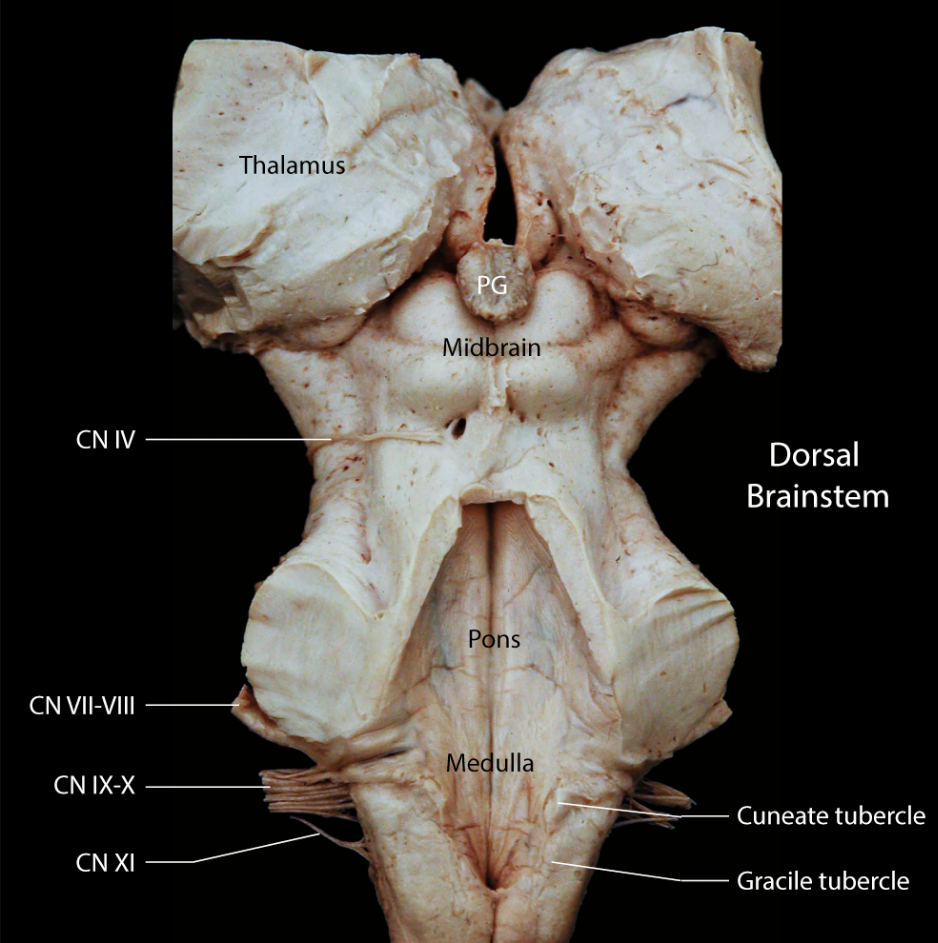 Thalamus
PG
Midbrain
CN IV
Dorsal
Brainstem
Pons
CN VII-VIII
Medulla
CN IX-X
Cuneate tubercle
CN XI
Gracile tubercle